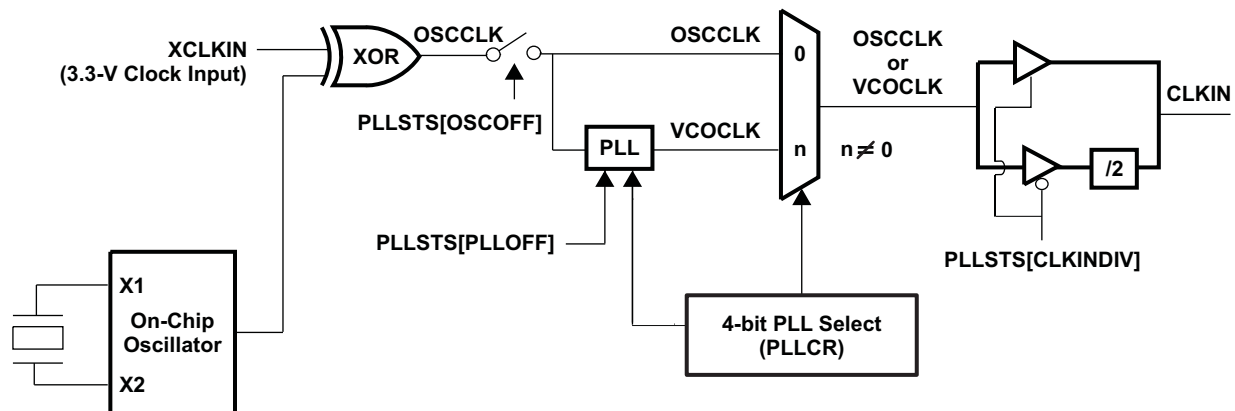 XCLKIN
(3.3-V Clock Input)
XOR
OSCCLK
PLLSTS[OSCOFF]
OSCCLK
0
PLL
VCOCLK
n
n ≠ 0
OSCCLK
or
VCOCLK
CLKIN
/2
PLLSTS[PLLOFF]
PLLSTS[CLKINDIV]
4-bit PLL Select
(PLLCR)
X1
On-Chip
Oscillator
X2